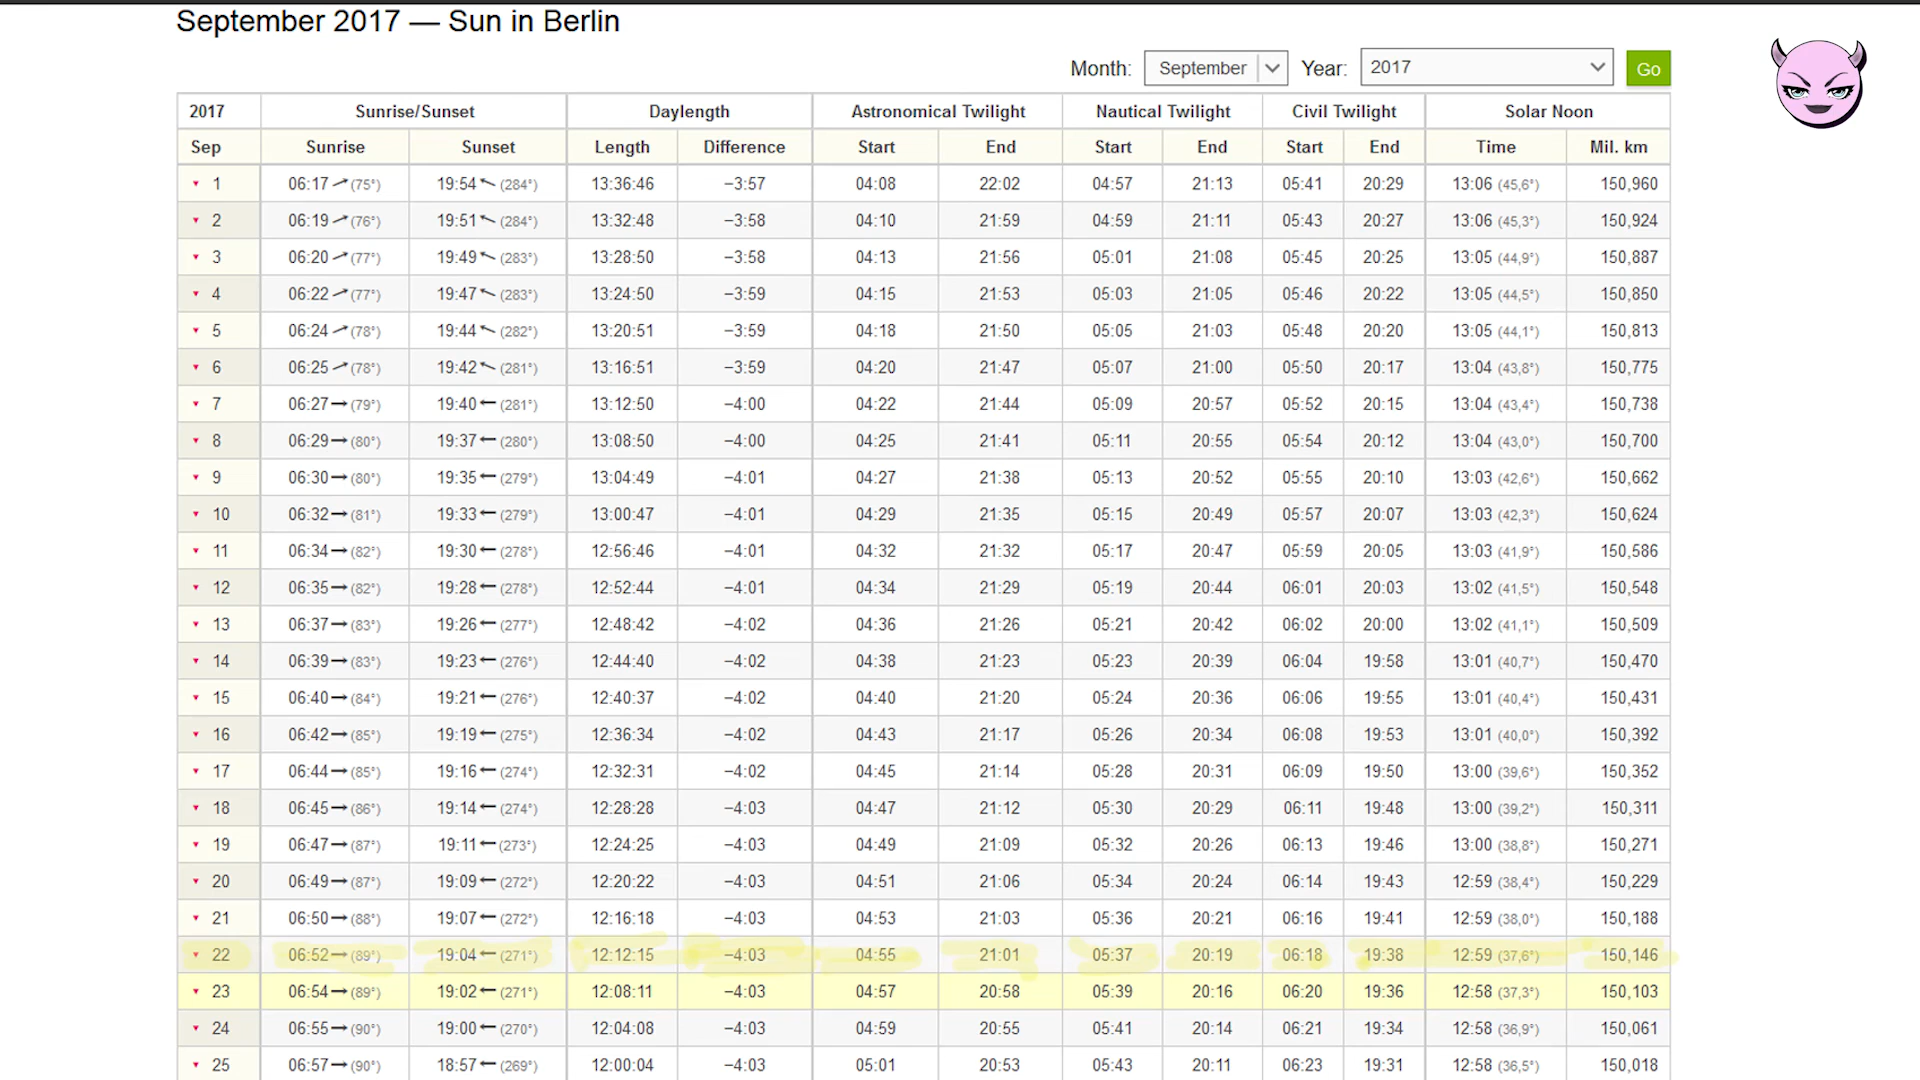 September 2017 — Sun in Berlin
Month: September Year: 2017 Go
2017 Sunrise/Sunset Daylength Astronomical Twilight Nautical Twilight Civil Twilight Solar Noon
Sep Sunrise Sunset Length Difference Start End Start End Start End Time Mil. km
1 06:17 (75°) 19:54 (284°) 13:36:46 −3:57 04:08 22:02 04:57 21:13 05:41 20:29 13:06 (45,6°) 150,960
2 06:19 (76°) 19:51 (284°) 13:32:48 −3:58 04:10 21:59 04:59 21:11 05:43 20:27 13:06 (45,3°) 150,924
3 06:20 (77°) 19:49 (283°) 13:28:50 −3:58 04:13 21:56 05:01 21:08 05:45 20:25 13:05 (44,9°) 150,887
4 06:22 (77°) 19:47 (283°) 13:24:50 −3:59 04:15 21:53 05:03 21:05 05:46 20:22 13:05 (44,5°) 150,850
5 06:24 (78°) 19:44 (282°) 13:20:51 −3:59 04:18 21:50 05:05 21:03 05:48 20:20 13:05 (44,1°) 150,813
6 06:25 (78°) 19:42 (281°) 13:16:51 −3:59 04:20 21:47 05:07 21:00 05:50 20:17 13:04 (43,8°) 150,775
7 06:27 (79°) 19:40 (281°) 13:12:50 −4:00 04:22 21:44 05:09 20:57 05:52 20:15 13:04 (43,4°) 150,738
8 06:29 (80°) 19:37 (280°) 13:08:50 −4:00 04:25 21:41 05:11 20:55 05:54 20:12 13:04 (43,0°) 150,700
9 06:30 (80°) 19:35 (279°) 13:04:49 −4:01 04:27 21:38 05:13 20:52 05:55 20:10 13:03 (42,6°) 150,662
10 06:32 (81°) 19:33 (279°) 13:00:47 −4:01 04:29 21:35 05:15 20:49 05:57 20:07 13:03 (42,3°) 150,624
11 06:34 (82°) 19:30 (278°) 12:56:46 −4:01 04:32 21:32 05:17 20:47 05:59 20:05 13:03 (41,9°) 150,586
12 06:35 (82°) 19:28 (278°) 12:52:44 −4:01 04:34 21:29 05:19 20:44 06:01 20:03 13:02 (41,5°) 150,548
13 06:37 (83°) 19:26 (277°) 12:48:42 −4:02 04:36 21:26 05:21 20:42 06:02 20:00 13:02 (41,1°) 150,509
14 06:39 (83°) 19:23 (276°) 12:44:40 −4:02 04:38 21:23 05:23 20:39 06:04 19:58 13:01 (40,7°) 150,470
15 06:40 (84°) 19:21 (276°) 12:40:37 −4:02 04:40 21:20 05:24 20:36 06:06 19:55 13:01 (40,4°) 150,431
16 06:42 (85°) 19:19 (275°) 12:36:34 −4:02 04:43 21:17 05:26 20:34 06:08 19:53 13:01 (40,0°) 150,392
17 06:44 (85°) 19:16 (274°) 12:32:31 −4:02 04:45 21:14 05:28 20:31 06:09 19:50 13:00 (39,6°) 150,352
18 06:45 (86°) 19:14 (274°) 12:28:28 −4:03 04:47 21:12 05:30 20:29 06:11 19:48 13:00 (39,2°) 150,311
19 06:47 (87°) 19:11 (273°) 12:24:25 −4:03 04:49 21:09 05:32 20:26 06:13 19:46 13:00 (38,8°) 150,271
20 06:49 (87°) 19:09 (272°) 12:20:22 −4:03 04:51 21:06 05:34 20:24 06:14 19:43 12:59 (38,4°) 150,229
21 06:50 (88°) 19:07 (272°) 12:16:18 −4:03 04:53 21:03 05:36 20:21 06:16 19:41 12:59 (38,0°) 150,188
22 06:52 (89°) 19:04 (271°) 12:12:15 −4:03 04:55 21:01 05:37 20:19 06:18 19:38 12:59 (37,6°) 150,146
23 06:54 (89°) 19:02 (271°) 12:08:11 −4:03 04:57 20:58 05:39 20:16 06:20 19:36 12:58 (37,3°) 150,103
24 06:55 (90°) 19:00 (270°) 12:04:08 −4:03 04:59 20:55 05:41 20:14 06:21 19:34 12:58 (36,9°) 150,061
25 06:57 (90°) 18:57 (269°) 12:00:04 −4:03 05:01 20:53 05:43 20:11 06:23 19:31 12:58 (36,5°) 150,018